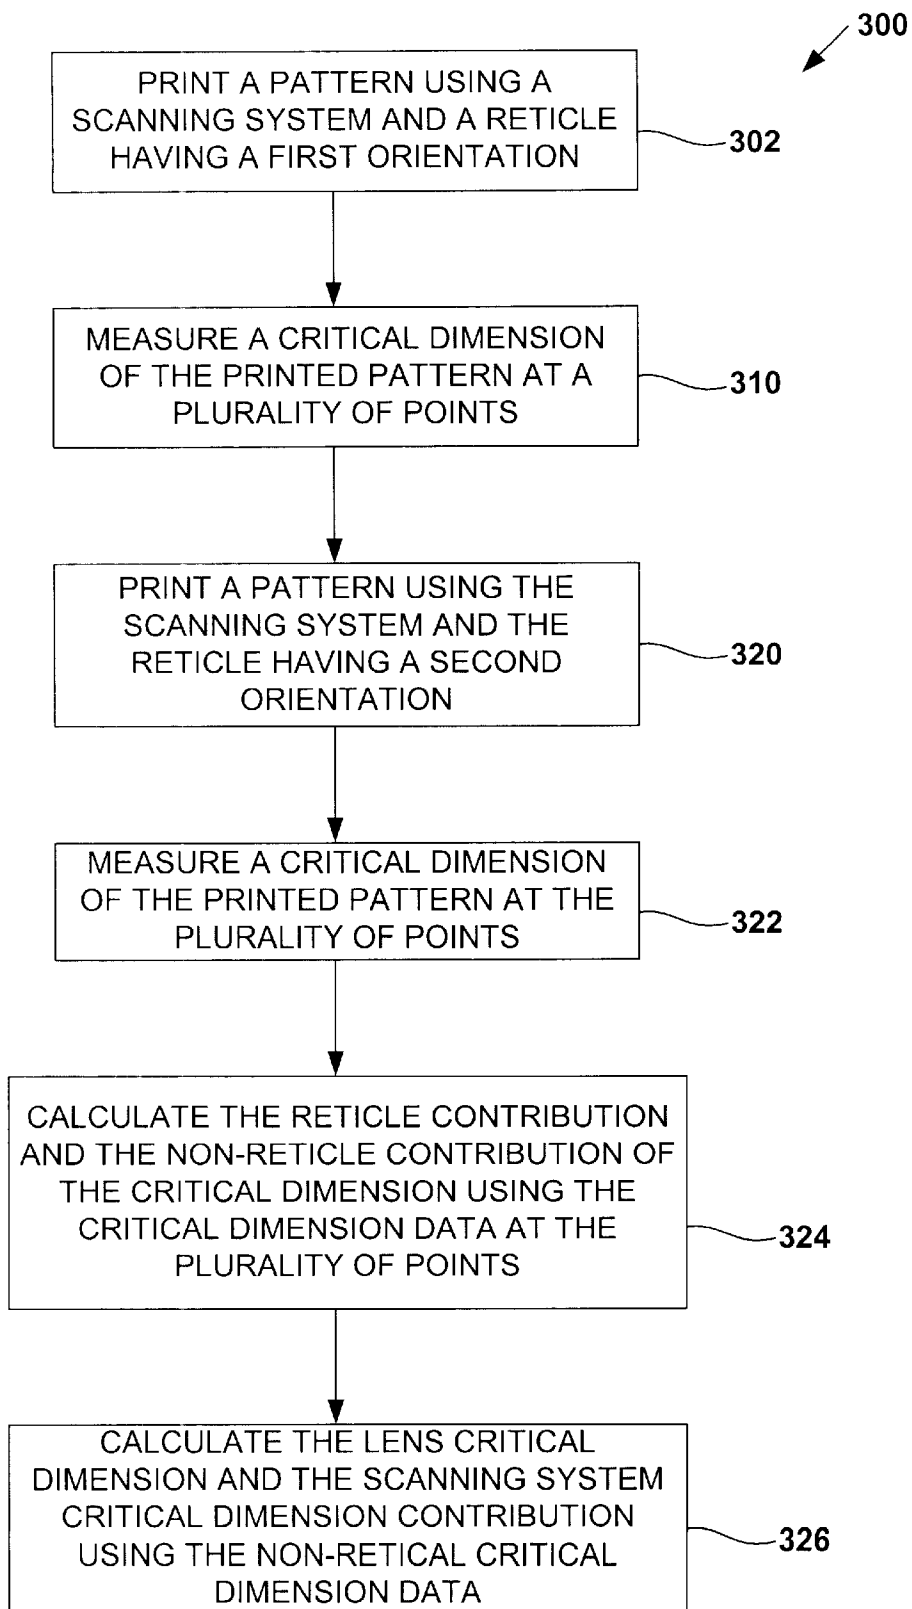 300
PRINT A PATTERN USING A
SCANNING SYSTEM AND A RETICLE
HAVING A FIRST ORIENTATION
302
MEASURE A CRITICAL DIMENSION
OF THE PRINTED PATTERN AT A
PLURALITY OF POINTS
310
PRINT A PATTERN USING THE
SCANNING SYSTEM AND THE
RETICLE HAVING A SECOND
ORIENTATION
320
MEASURE A CRITICAL DIMENSION
OF THE PRINTED PATTERN AT THE
PLURALITY OF POINTS
322
CALCULATE THE RETICLE CONTRIBUTION
AND THE NON-RETICLE CONTRIBUTION OF
THE CRITICAL DIMENSION USING THE
CRITICAL DIMENSION DATA AT THE
PLURALITY OF POINTS
324
CALCULATE THE LENS CRITICAL
DIMENSION AND THE SCANNING SYSTEM
CRITICAL DIMENSION CONTRIBUTION
USING THE NON-RETICAL CRITICAL
DIMENSION DATA
326